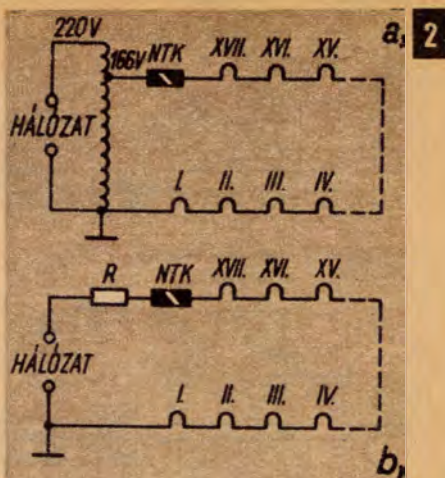 220V
a, 2
166V NTK XVII. XVI. XV.
HÁLÓZAT
I. II. III. IV.
R NTK XVII. XVI. XV.
HÁLÓZAT
I. II. III. IV.
b,